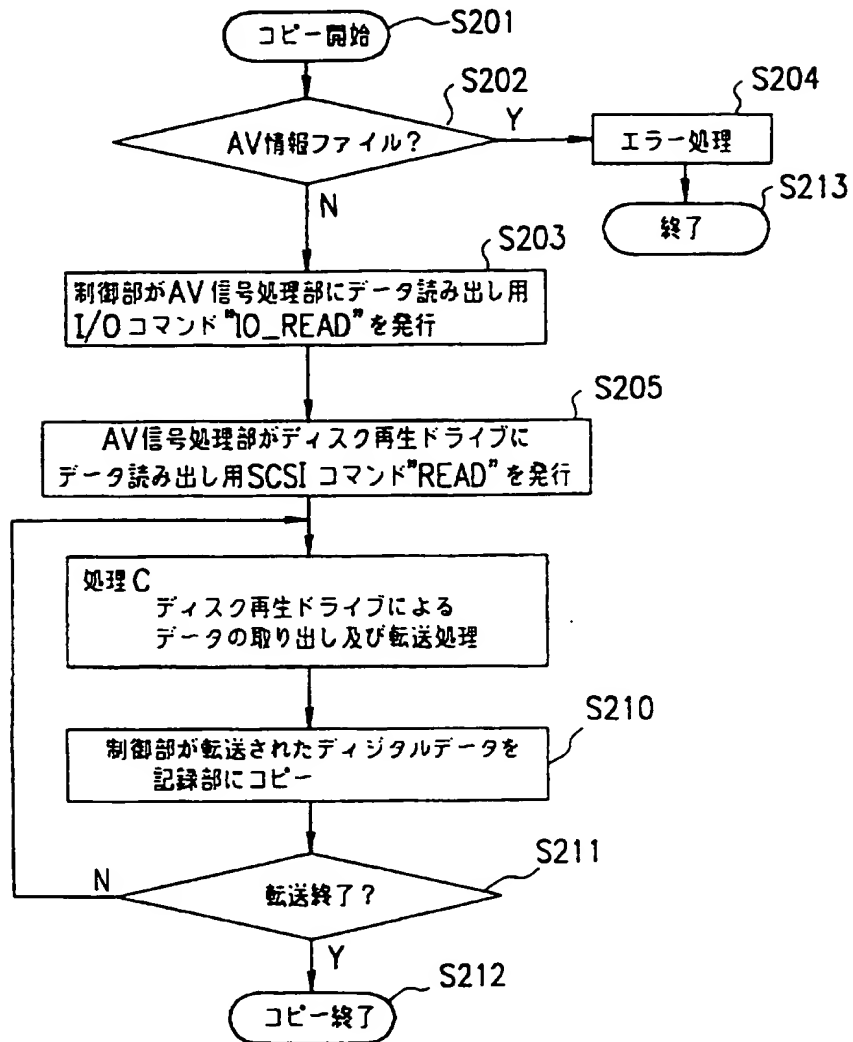 コピー開始
S201
S202
AV情報ファイル?
Y
S204
エラー処理
S213
終了
N
S203
制御部がAV信号処理部にデータ読み出し用
I/Oコマンド"IO_READ"を発行
S205
AV信号処理部がディスク再生ドライブに
データ読み出し用SCSIコマンド"READ"を発行
処理C
ディスク再生ドライブによる
データの取り出し及び転送処理
S210
制御部が転送されたディジタルデータを
記録部にコピー
S211
N
転送終了?
Y
S212
コピー終了